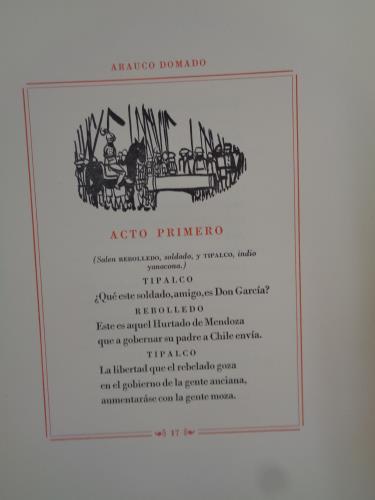 ARAUCO DOMADO
ACTO PRIMERO
(Salen REBOLLEDO, soldado, y TIPALCO, indio
yanacona.)
TIPALCO
¿Qué este soldado, amigo, es Don García?
REBOLLEDO
Este es aquel Hurtado de Mendoza
que a gobernar su padre a Chile envía.
TIPALCO
La libertad que el rebelado goza
en el gobierno de la gente anciana,
aumentaráse con la gente moza.
17